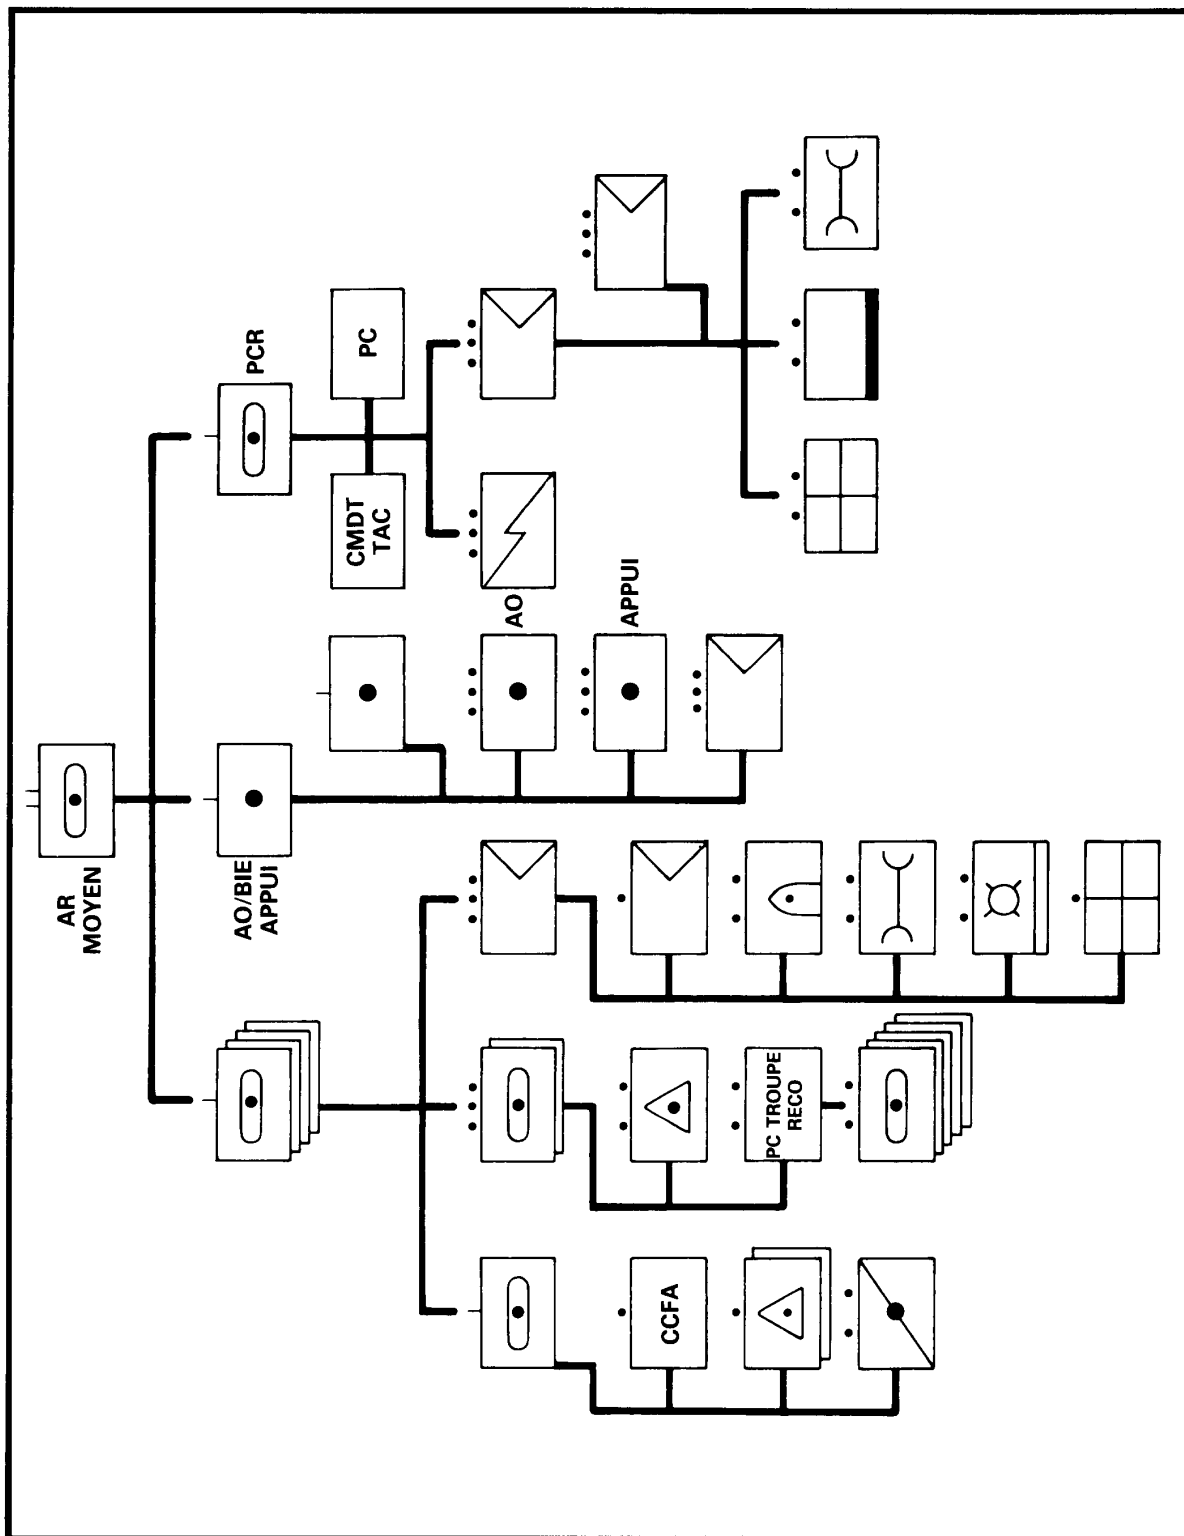 AR
MOYEN
AO/BIE
APPUI
PCR
CMDT
TAC
PC
AO
APPUI
CCFA
PC TROUPE
RECO